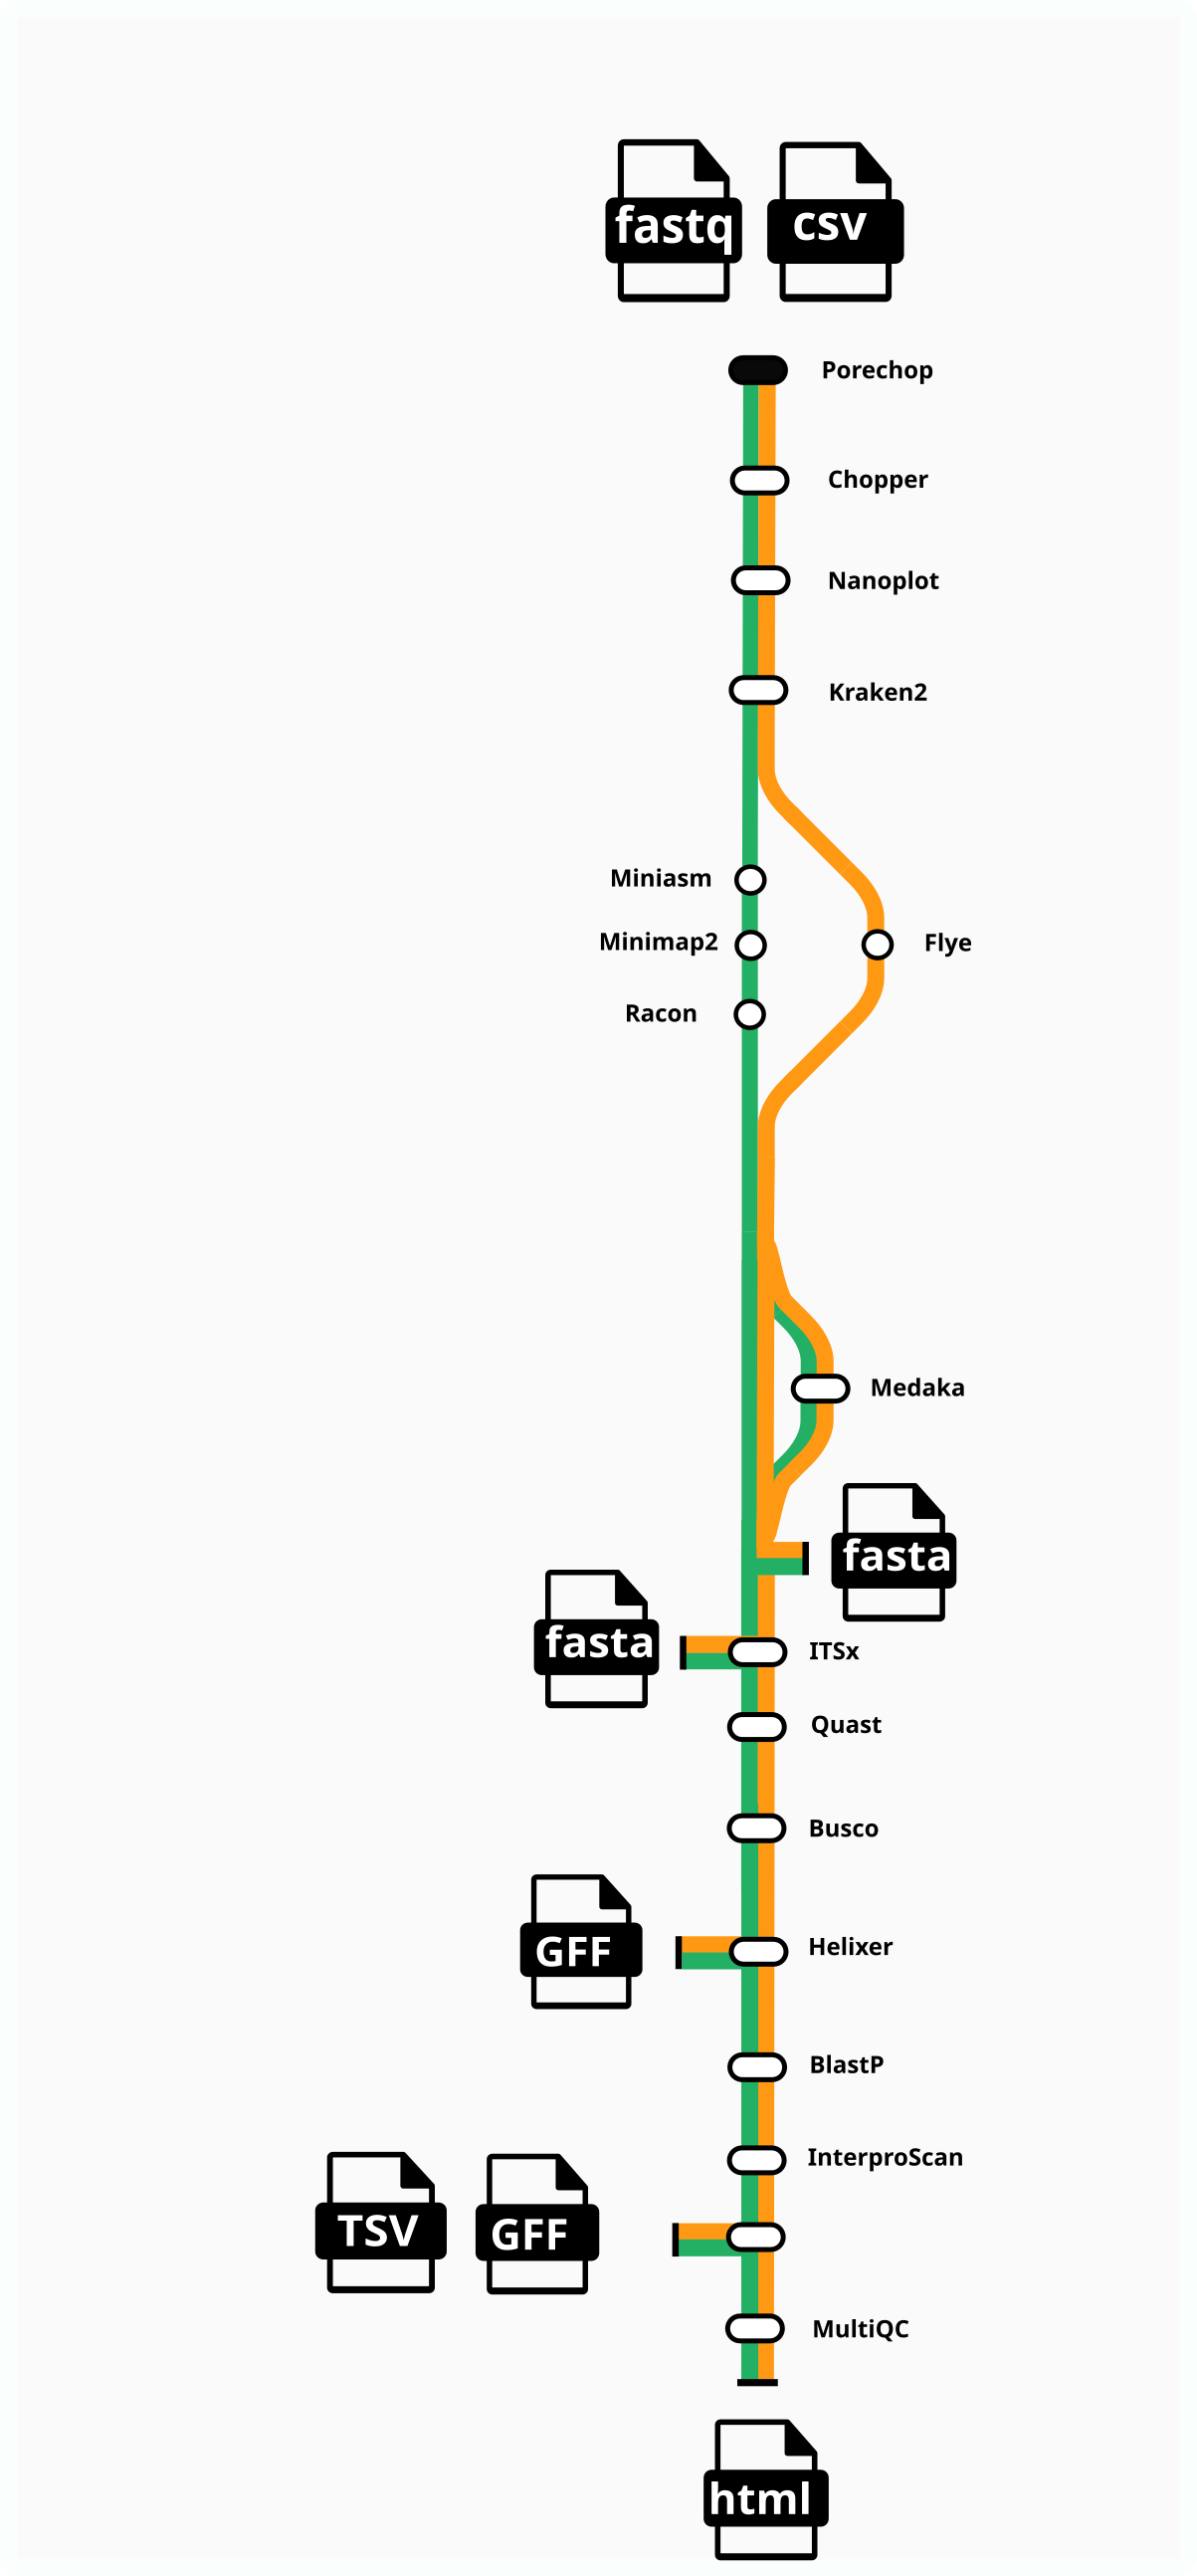 fastq
csv
Porechop
Chopper
Nanoplot
Kraken2
Miniasm
Minimap2
Flye
Racon
Medaka
fasta
fasta
ITSx
Quast
Busco
GFF
Helixer
BlastP
InterproScan
TSV
GFF
MultiQC
html